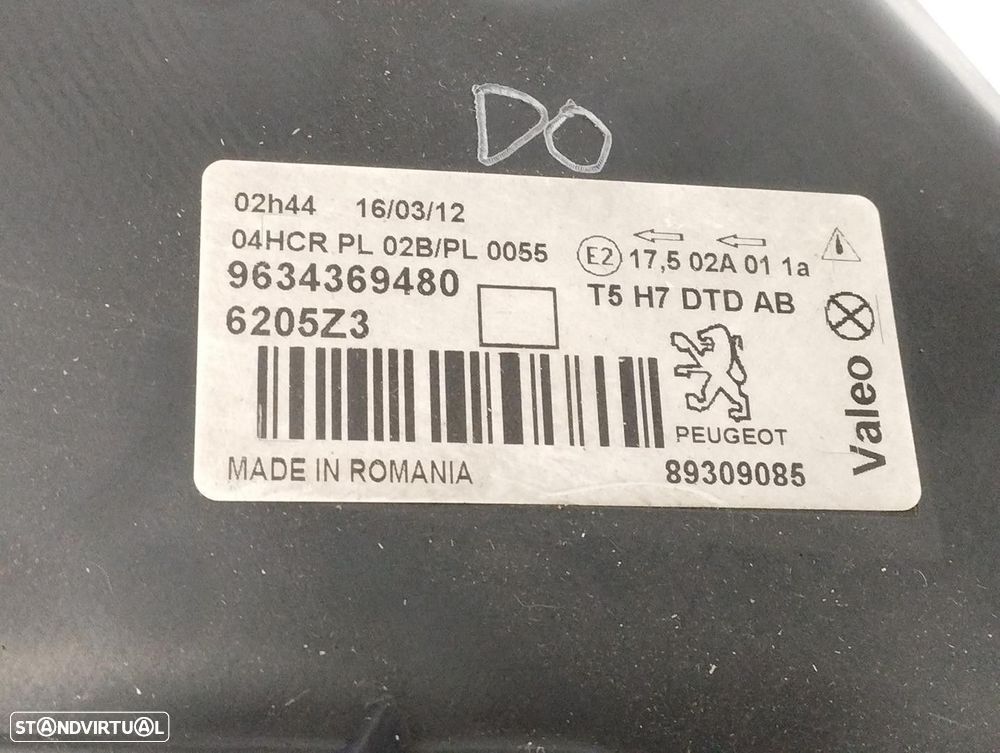 DO
02h44 16/03/12
04HCR PL 02B/PL 0055
E2 17,5 02A 01 1a
9634369480
T5 H7 DTD AB
6205Z3
PEUGEOT
Valeo
MADE IN ROMANIA
89309085
STANDVIRTUAL